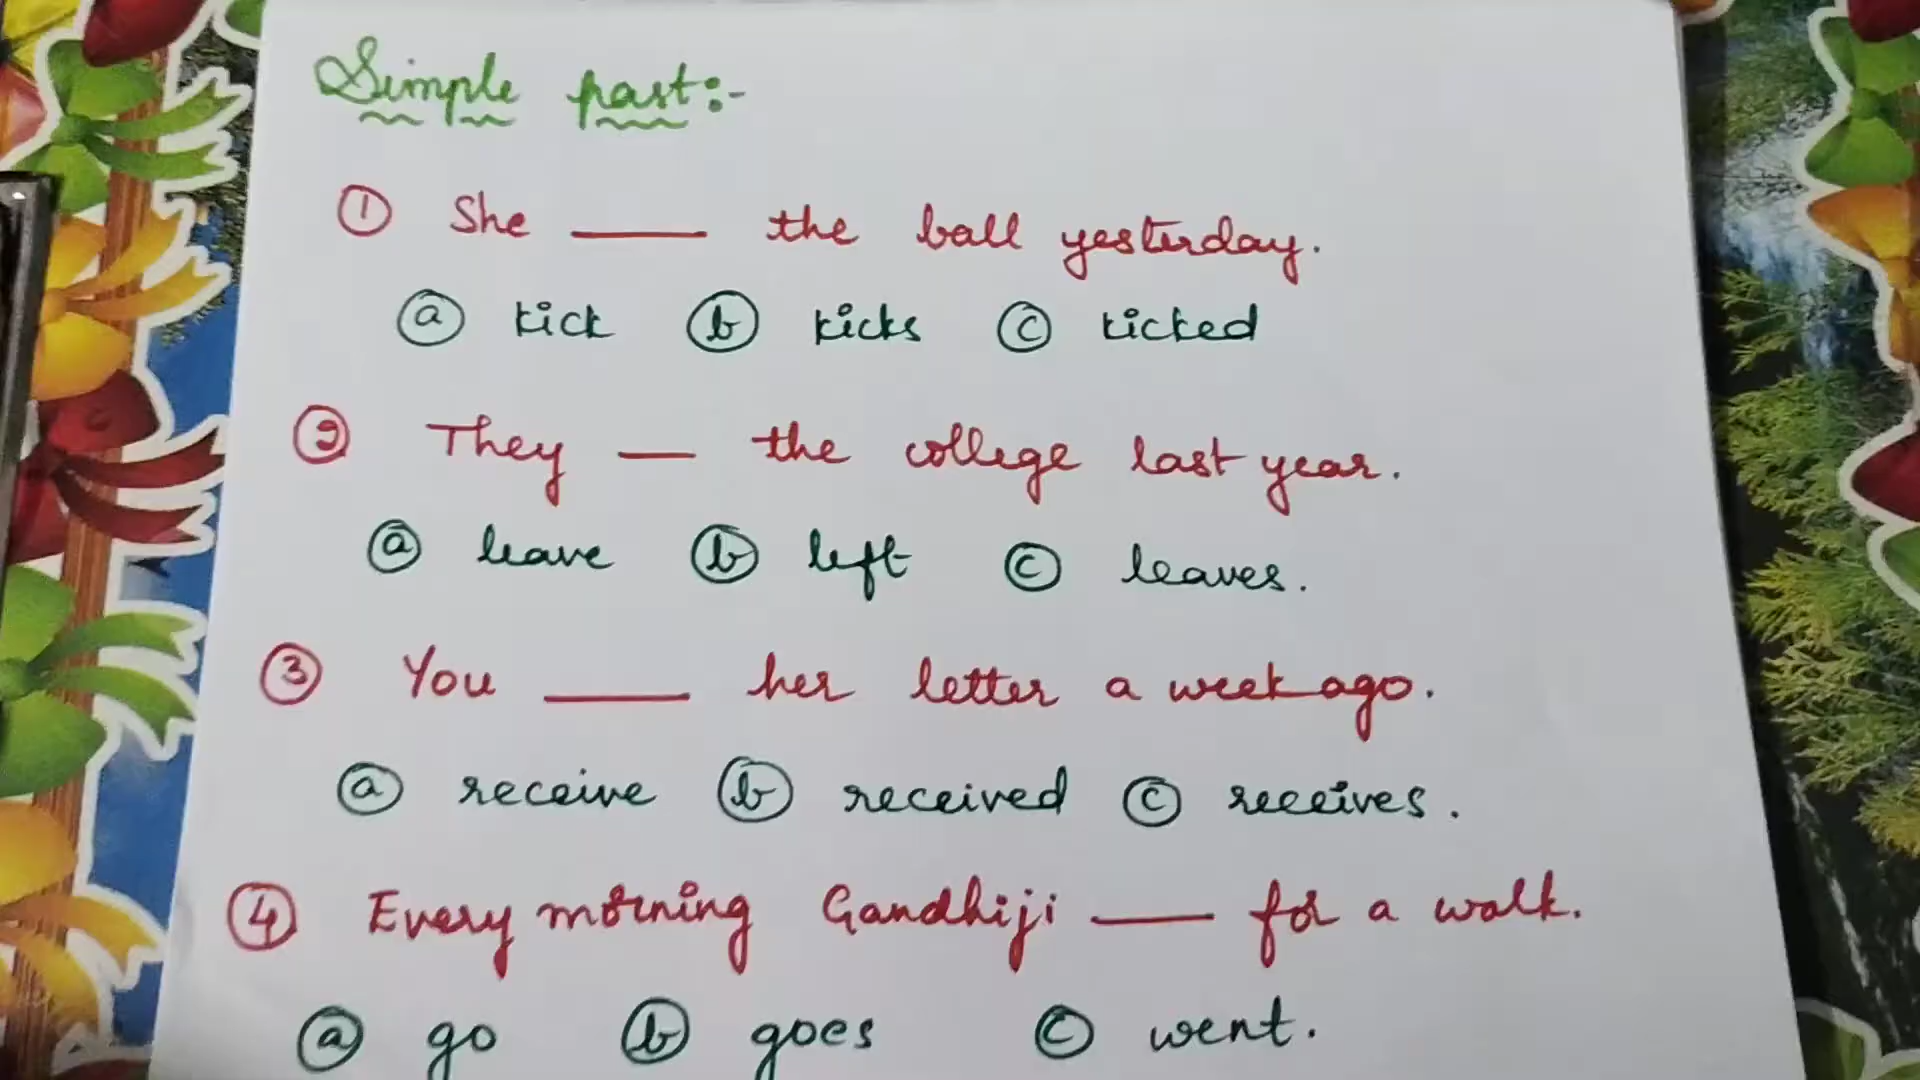 Simple past:-
① She ____ the ball yesterday.
ⓐ kick ⓑ kicks ⓒ kicked
② They __ the college last year.
ⓐ leave ⓑ left ⓒ leaves.
③ You ____ her letter a week ago.
ⓐ receive ⓑ received ⓒ receives.
④ Every morning Gandhiji ____ for a walk.
ⓐ go ⓑ goes ⓒ went.